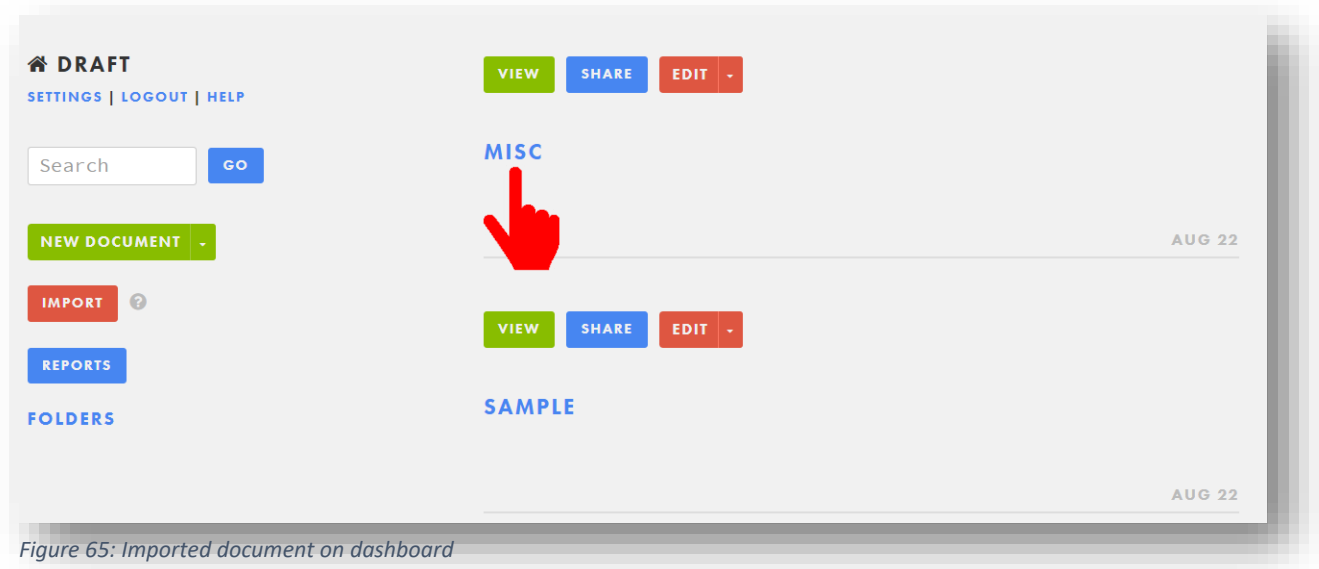 DRAFT
SETTINGS | LOGOUT | HELP
Search GO
NEW DOCUMENT
IMPORT
REPORTS
FOLDERS
VIEW SHARE EDIT
MISC
AUG 22
VIEW SHARE EDIT
SAMPLE
AUG 22
Figure 65: Imported document on dashboard